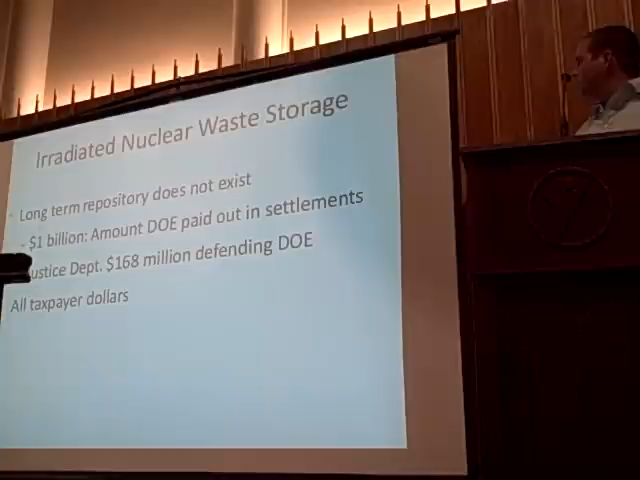 Irradiated Nuclear Waste Storage
- Long term repository does not exist
- $1 billion: Amount DOE paid out in settlements
ustice Dept. $168 million defending DOE
All taxpayer dollars